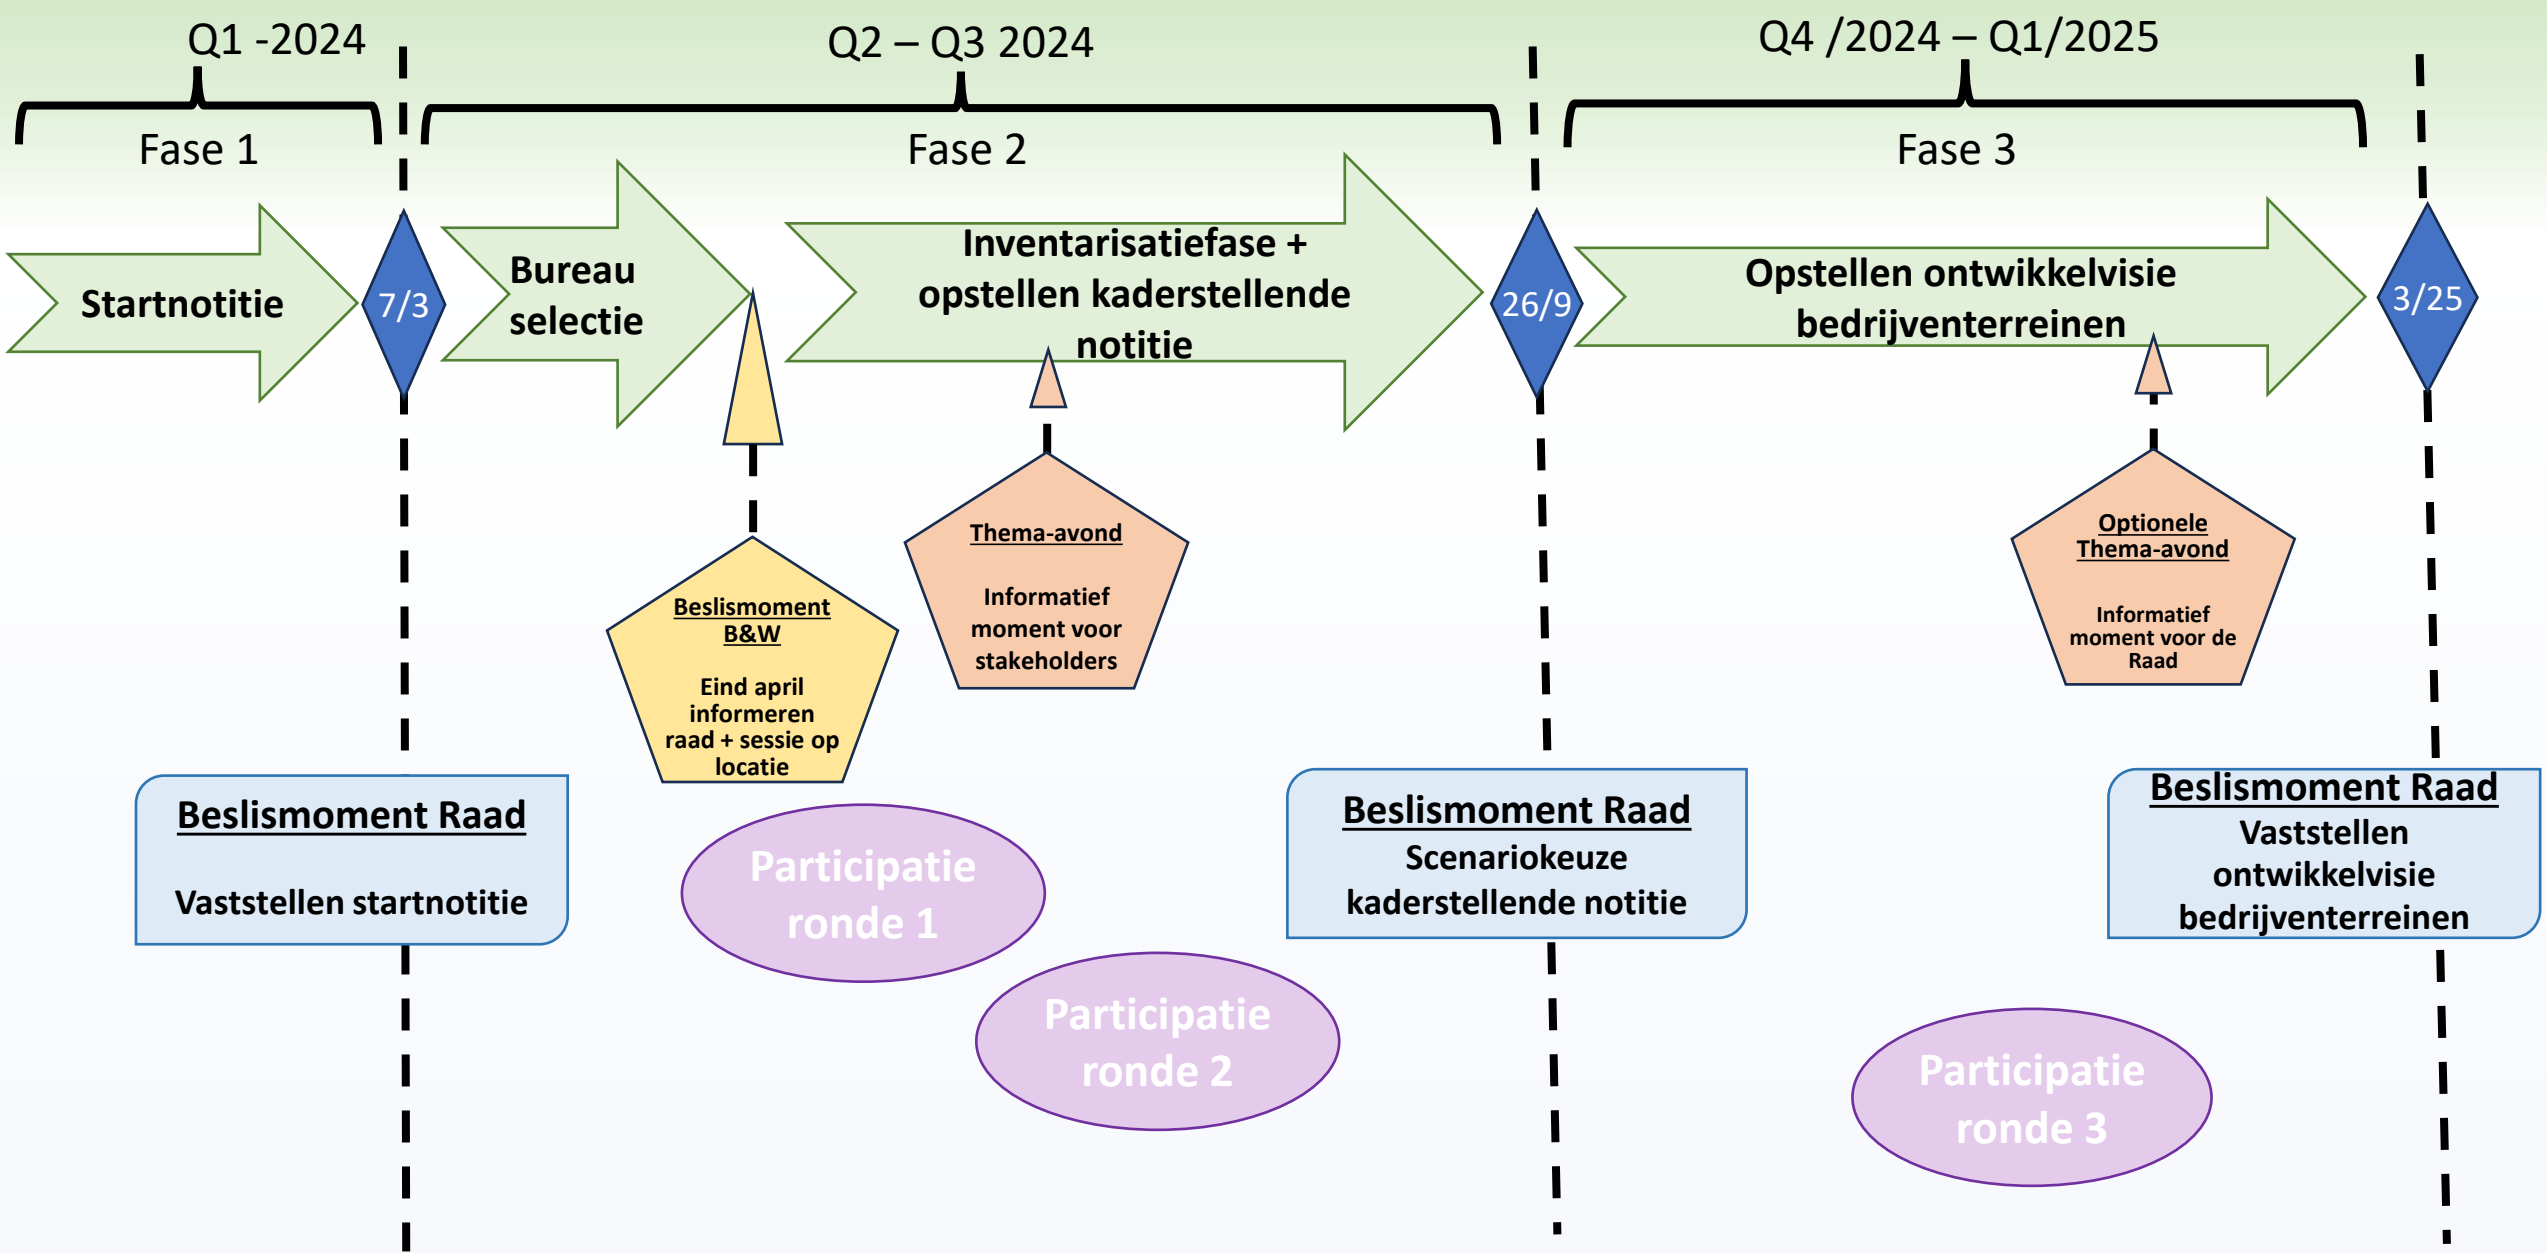 Q1 -2024
Q2 – Q3 2024
Q4 /2024 – Q1/2025
Fase 1
Fase 2
Fase 3
Startnotitie
7/3
Bureau
selectie
Inventarisatiefase +
opstellen kaderstellende
notitie
26/9
Opstellen ontwikkelvisie
bedrijventerreinen
3/25
Beslismoment
B&W
Eind april
informeren
raad + sessie op
locatie
Thema-avond
Informatief
moment voor
stakeholders
Optionele
Thema-avond
Informatief
moment voor de
Raad
Beslismoment Raad
Vaststellen startnotitie
Beslismoment Raad
Scenariokeuze
kaderstellende notitie
Beslismoment Raad
Vaststellen
ontwikkelvisie
bedrijventerreinen
Participatie
ronde 1
Participatie
ronde 2
Participatie
ronde 3